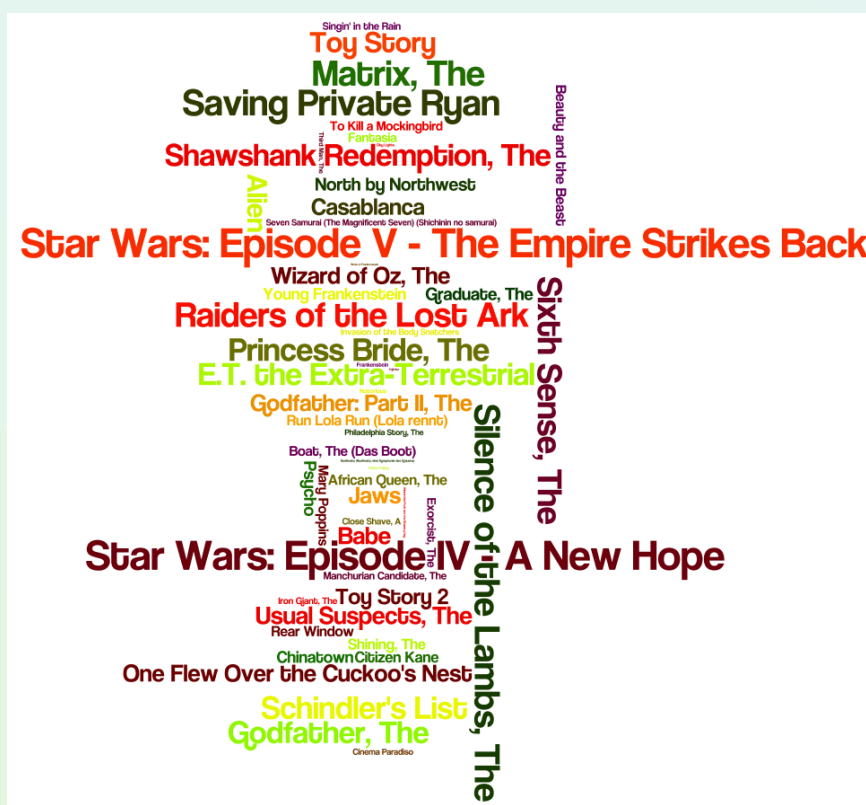 Singin' in the Rain
Toy Story
Matrix, The
Saving Private Ryan
Beauty and the Beast
To Kill a Mockingbird
Fantasia
City Lights
Third Man, The
Shawshank Redemption, The
Alien
North by Northwest
Casablanca
Seven Samurai (The Magnificent Seven) (Shichinin no samurai)
Star Wars: Episode V - The Empire Strikes Back
Wizard of Oz, The
Young Frankenstein
Graduate, The
Sixth Sense, The
Raiders of the Lost Ark
Invasion of the Body Snatchers
Princess Bride, The
Frankenstein
E.T. the Extra-Terrestrial
Godfather: Part II, The
Silence of the Lambs, The
Run Lola Run (Lola rennt)
Philadelphia Story, The
Boat, The (Das Boot)
Psycho
Mary Poppins
African Queen, The
Jaws
Exorcist, The
Close Shave, A
Babe
Star Wars: Episode IV - A New Hope
Manchurian Candidate, The
Iron Giant, The
Toy Story 2
Usual Suspects, The
Rear Window
Shining, The
Chinatown
Citizen Kane
One Flew Over the Cuckoo's Nest
Schindler's List
Godfather, The
Cinema Paradiso